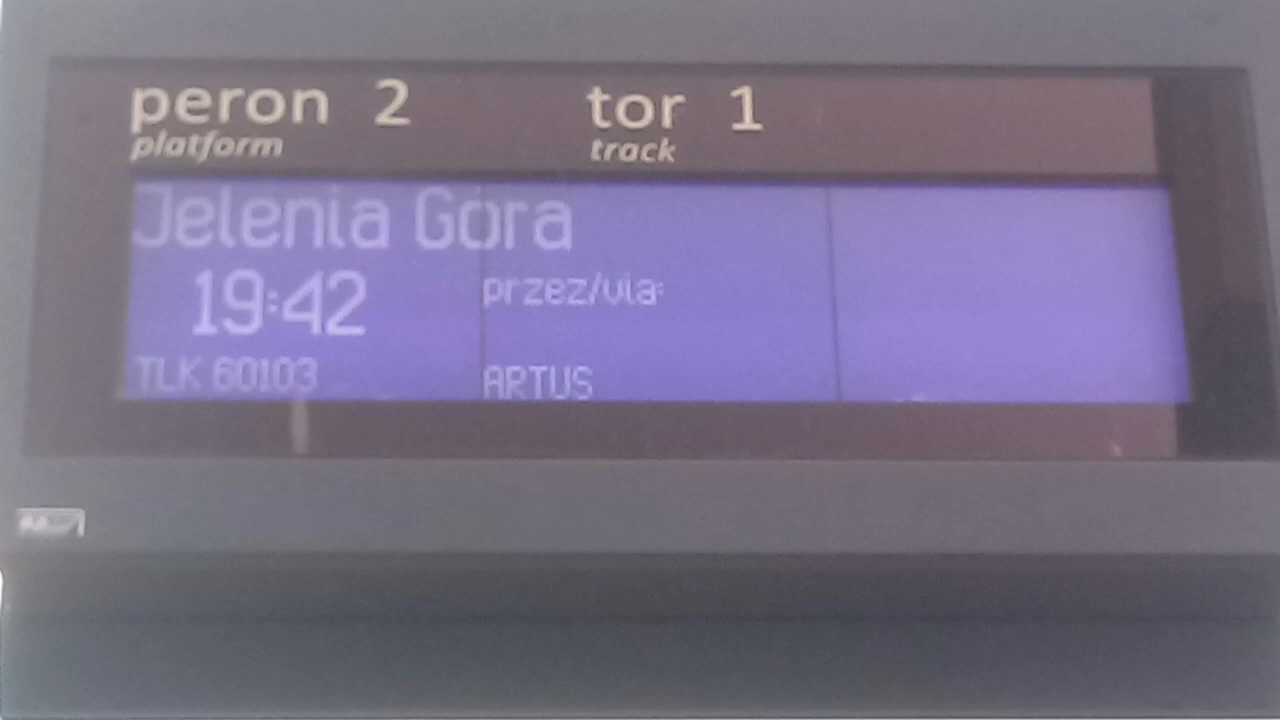 peron 2 tor 1
platform track
Jelenia Góra
19:42 przez/via:
TLK 60103 ARTUS